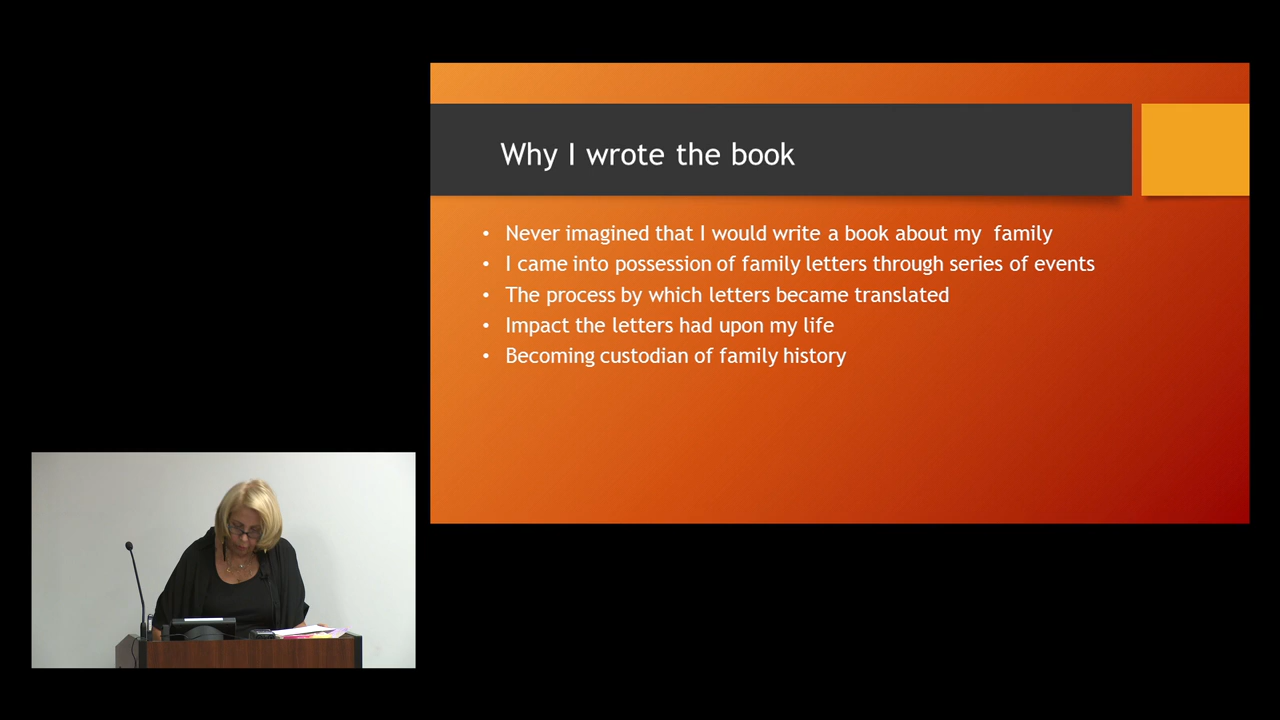 Why I wrote the book
• Never imagined that I would write a book about my  family
• I came into possession of family letters through series of events
• The process by which letters became translated
• Impact the letters had upon my life
• Becoming custodian of family history